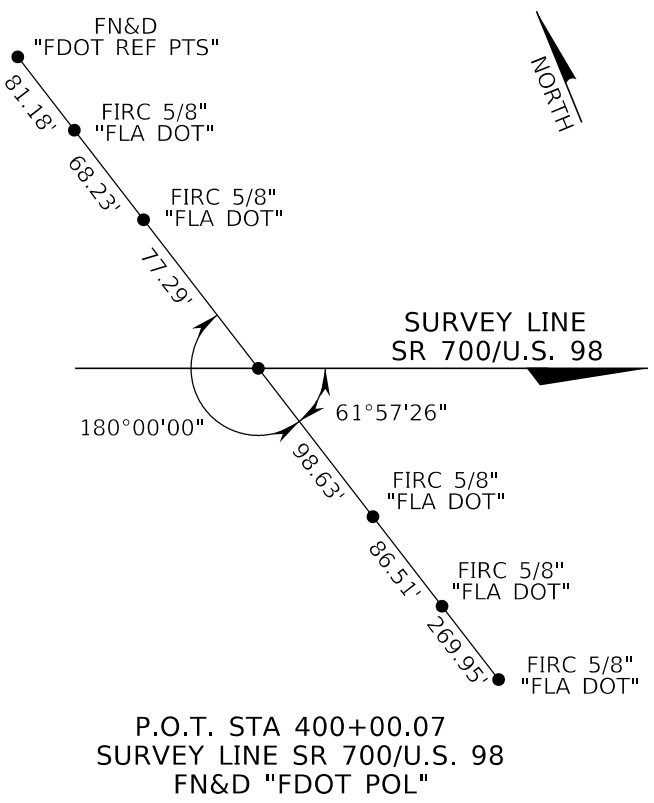 FN&D
"FDOT REF PTS"
NORTH
81.18'
FIRC 5/8"
"FLA DOT"
68.23'
FIRC 5/8"
"FLA DOT"
77.29'
SURVEY LINE
SR 700/U.S. 98
180°00'00"
61°57'26"
98.63'
FIRC 5/8"
"FLA DOT"
86.51'
FIRC 5/8"
"FLA DOT"
269.95'
FIRC 5/8"
"FLA DOT"
P.O.T. STA 400+00.07
SURVEY LINE SR 700/U.S. 98
FN&D "FDOT POL"